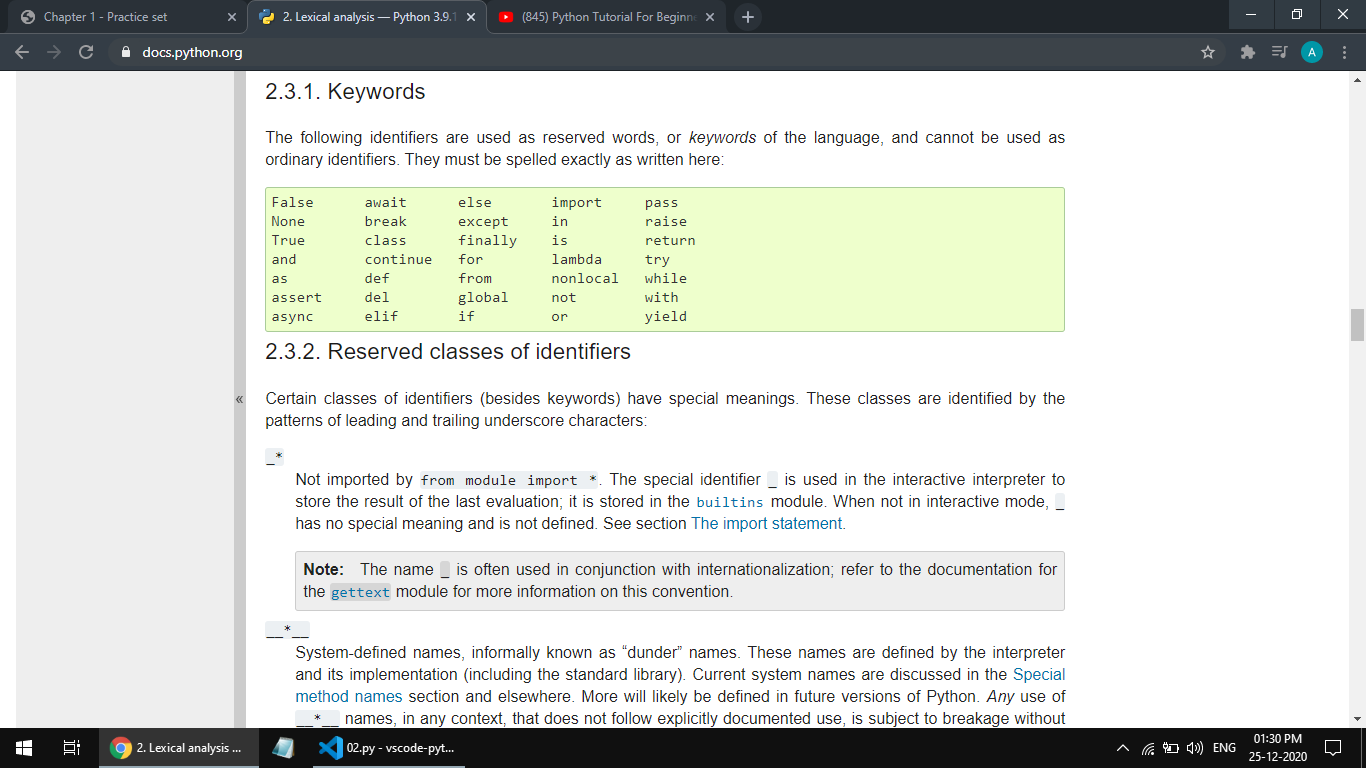 Chapter 1 - Practice set
2. Lexical analysis — Python 3.9.1
(845) Python Tutorial For Beginne
docs.python.org
A
2.3.1. Keywords
The following identifiers are used as reserved words, or keywords of the language, and cannot be used as
ordinary identifiers. They must be spelled exactly as written here:
False await else import pass
None break except in raise
True class finally is return
and continue for lambda try
as def from nonlocal while
assert del global not with
async elif if or yield
2.3.2. Reserved classes of identifiers
«
Certain classes of identifiers (besides keywords) have special meanings. These classes are identified by the
patterns of leading and trailing underscore characters:
_*
Not imported by from module import *. The special identifier _ is used in the interactive interpreter to
store the result of the last evaluation; it is stored in the builtins module. When not in interactive mode, _
has no special meaning and is not defined. See section The import statement.
Note: The name _ is often used in conjunction with internationalization; refer to the documentation for
the gettext module for more information on this convention.
__*__
System-defined names, informally known as “dunder” names. These names are defined by the interpreter
and its implementation (including the standard library). Current system names are discussed in the Special
method names section and elsewhere. More will likely be defined in future versions of Python. Any use of
__*__ names, in any context, that does not follow explicitly documented use, is subject to breakage without
2. Lexical analysis ...
02.py - vscode-pyt...
ENG
01:30 PM
25-12-2020